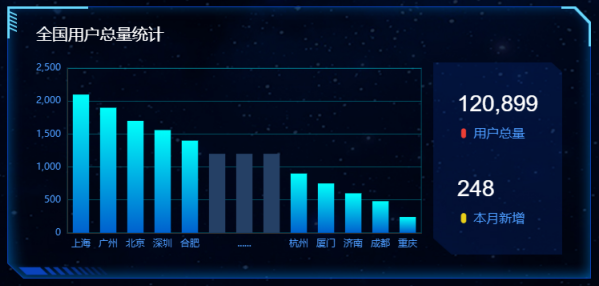 全国用户总量统计
2,500
2,000
1,500
1,000
500
0
上海 广州 北京 深圳 合肥 ...... 杭州 厦门 济南 成都 重庆
120,899
用户总量
248
本月新增